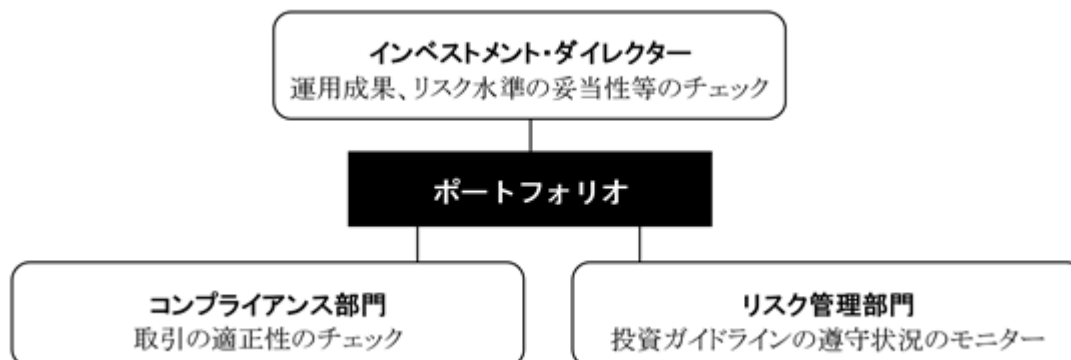 インベストメント・ダイレクター
運用成果、リスク水準の妥当性等のチェック
ポートフォリオ
コンプライアンス部門
取引の適正性のチェック
リスク管理部門
投資ガイドラインの遵守状況のモニター